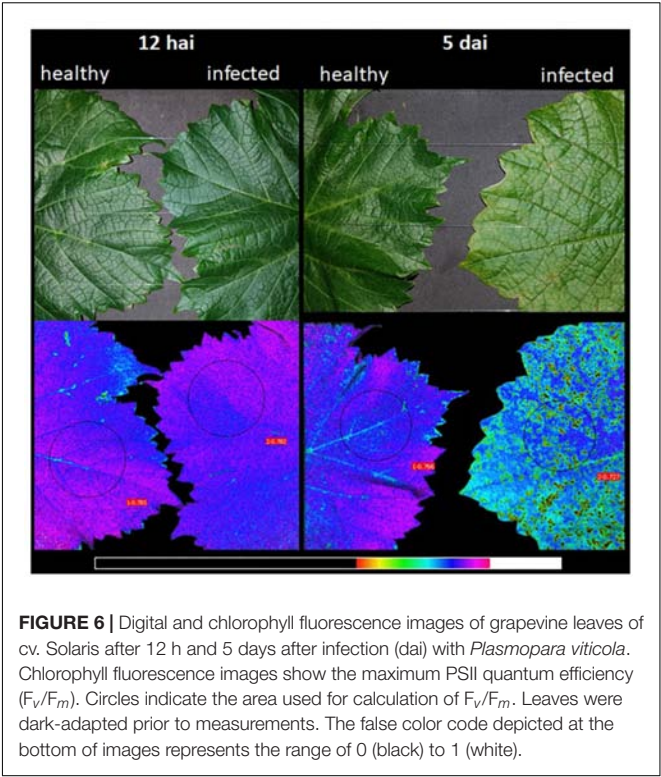 12 hai 5 dai
healthy infected healthy infected
FIGURE 6 | Digital and chlorophyll fluorescence images of grapevine leaves of
cv. Solaris after 12 h and 5 days after infection (dai) with Plasmopara viticola.
Chlorophyll fluorescence images show the maximum PSII quantum efficiency
(Fv/Fm). Circles indicate the area used for calculation of Fv/Fm. Leaves were
dark-adapted prior to measurements. The false color code depicted at the
bottom of images represents the range of 0 (black) to 1 (white).